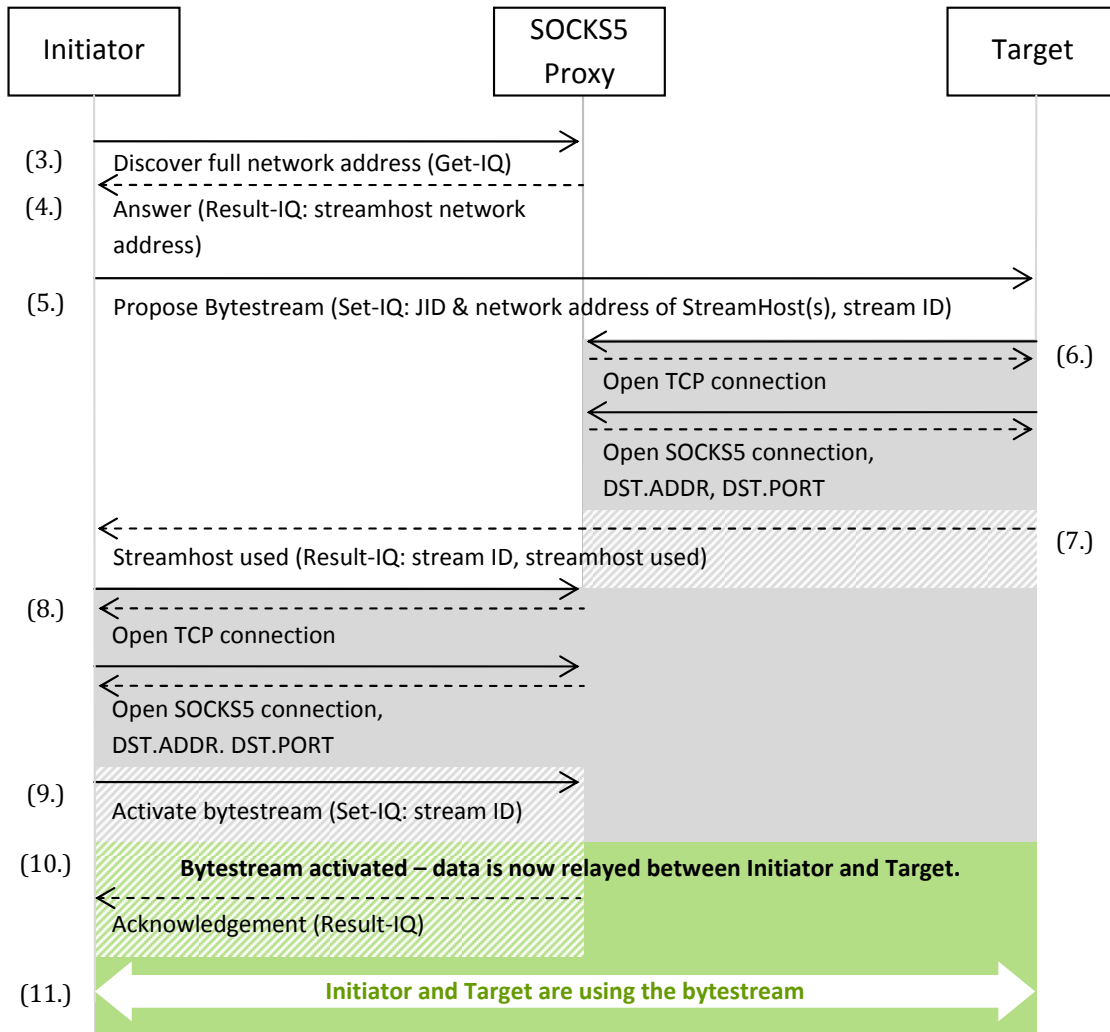 Initiator
SOCKS5
Proxy
Target
(3.)
Discover full network address (Get-IQ)
(4.)
Answer (Result-IQ: streamhost network
address)
(5.)
Propose Bytestream (Set-IQ: JID & network address of StreamHost(s), stream ID)
(6.)
Open TCP connection
Open SOCKS5 connection,
DST.ADDR, DST.PORT
(7.)
Streamhost used (Result-IQ: stream ID, streamhost used)
(8.)
Open TCP connection
Open SOCKS5 connection,
DST.ADDR. DST.PORT
(9.)
Activate bytestream (Set-IQ: stream ID)
(10.)
Bytestream activated – data is now relayed between Initiator and Target.
Acknowledgement (Result-IQ)
(11.)
Initiator and Target are using the bytestream